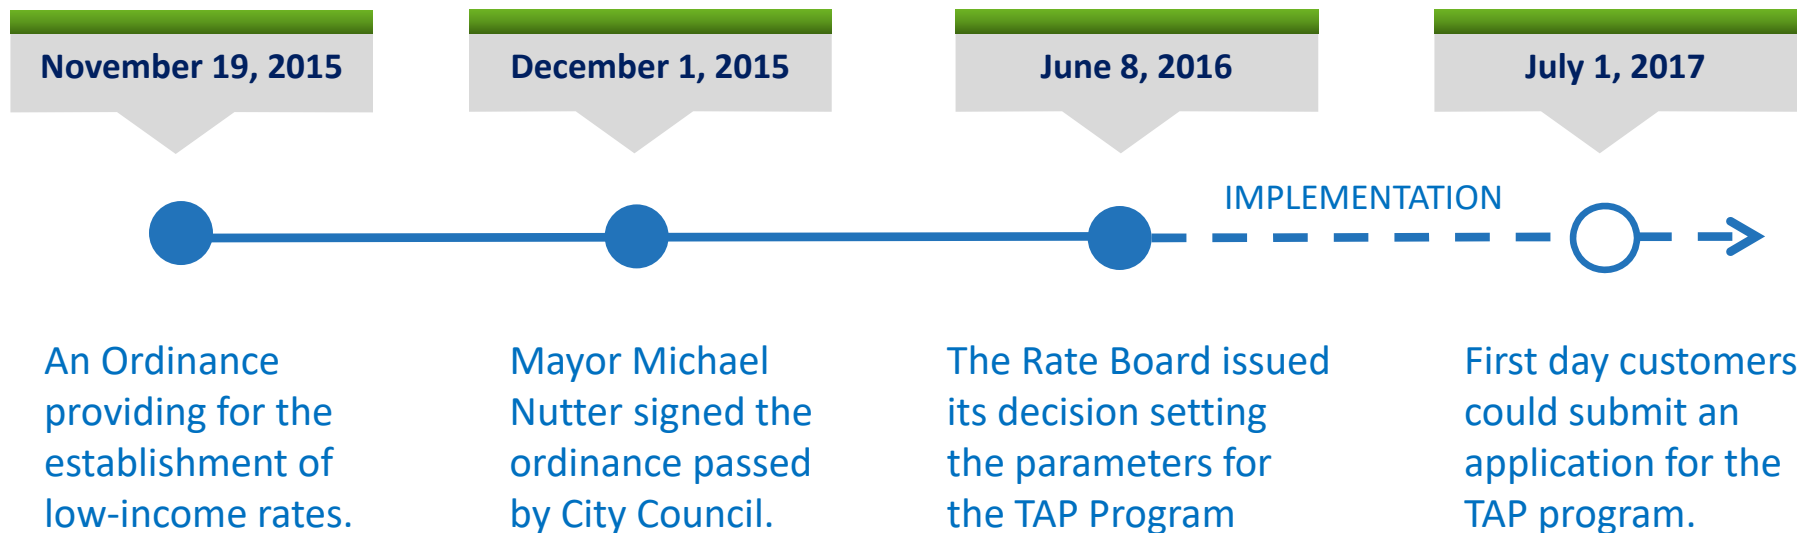 November 19, 2015
December 1, 2015
June 8, 2016
July 1, 2017
IMPLEMENTATION
An Ordinance
providing for the
establishment of
low-income rates.
Mayor Michael
Nutter signed the
ordinance passed
by City Council.
The Rate Board issued
its decision setting
the parameters for
the TAP Program
First day customers
could submit an
application for the
TAP program.